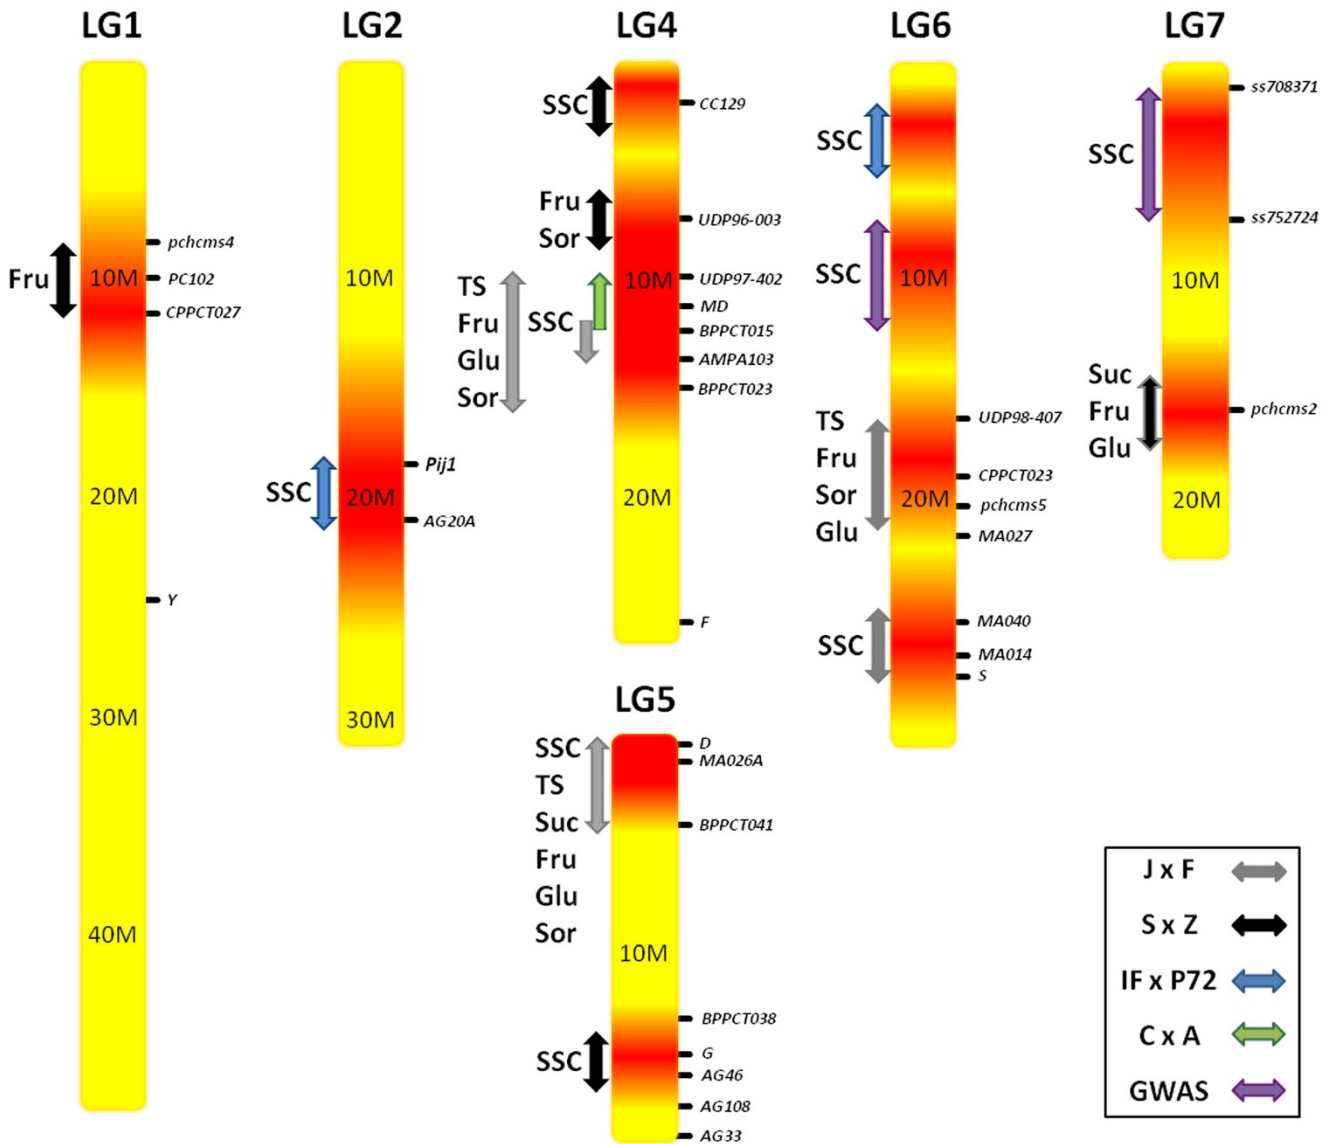 LG1
Fru
10M
20M
30M
40M
pchcms4
PC102
CPPCT027
Y
LG2
SSC
10M
20M
30M
Pij1
AG20A
LG4
SSC
Fru
Sor
TS
Fru
Glu
Sor
SSC
10M
20M
CC129
UDP96-003
UDP97-402
MD
BPPCT015
AMPA103
BPPCT023
F
LG5
SSC
TS
Suc
Fru
Glu
Sor
SSC
10M
D
MA026A
BPPCT041
BPPCT038
G
AG46
AG108
AG33
LG6
SSC
SSC
TS
Fru
Sor
Glu
SSC
10M
20M
UDP98-407
CPPCT023
pchcms5
MA027
MA040
MA014
S
LG7
SSC
Suc
Fru
Glu
10M
20M
ss708371
ss752724
pchcms2
J x F
S x Z
IF x P72
C x A
GWAS